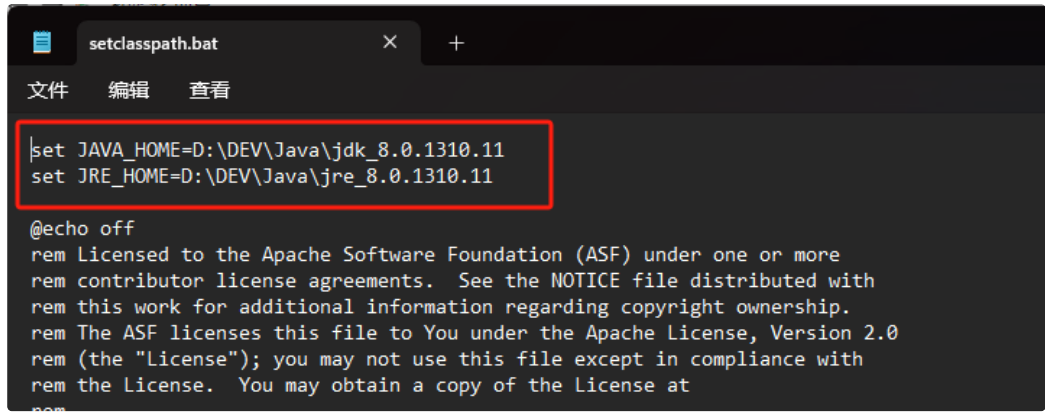 setclasspath.bat
文件 编辑 查看
set JAVA_HOME=D:\DEV\Java\jdk_8.0.1310.11
set JRE_HOME=D:\DEV\Java\jre_8.0.1310.11
@echo off
rem Licensed to the Apache Software Foundation (ASF) under one or more
rem contributor license agreements.  See the NOTICE file distributed with
rem this work for additional information regarding copyright ownership.
rem The ASF licenses this file to You under the Apache License, Version 2.0
rem (the "License"); you may not use this file except in compliance with
rem the License.  You may obtain a copy of the License at
rem